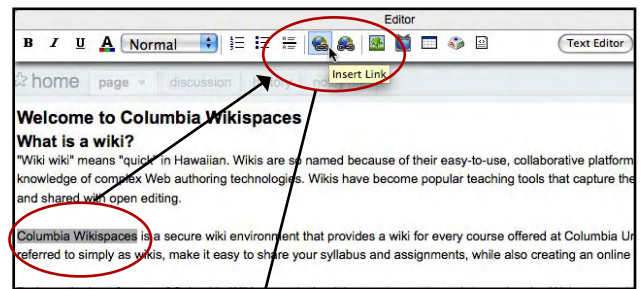 Editor
B I U A Normal Text Editor
Insert Link
home page discussion history
Welcome to Columbia Wikispaces
What is a wiki?
"Wiki wiki" means "quick" in Hawaiian. Wikis are so named because of their easy-to-use, collaborative platform
knowledge of complex Web authoring technologies. Wikis have become popular teaching tools that capture the
and shared with open editing.
Columbia Wikispaces is a secure wiki environment that provides a wiki for every course offered at Columbia Un
referred to simply as wikis, make it easy to share your syllabus and assignments, while also creating an online